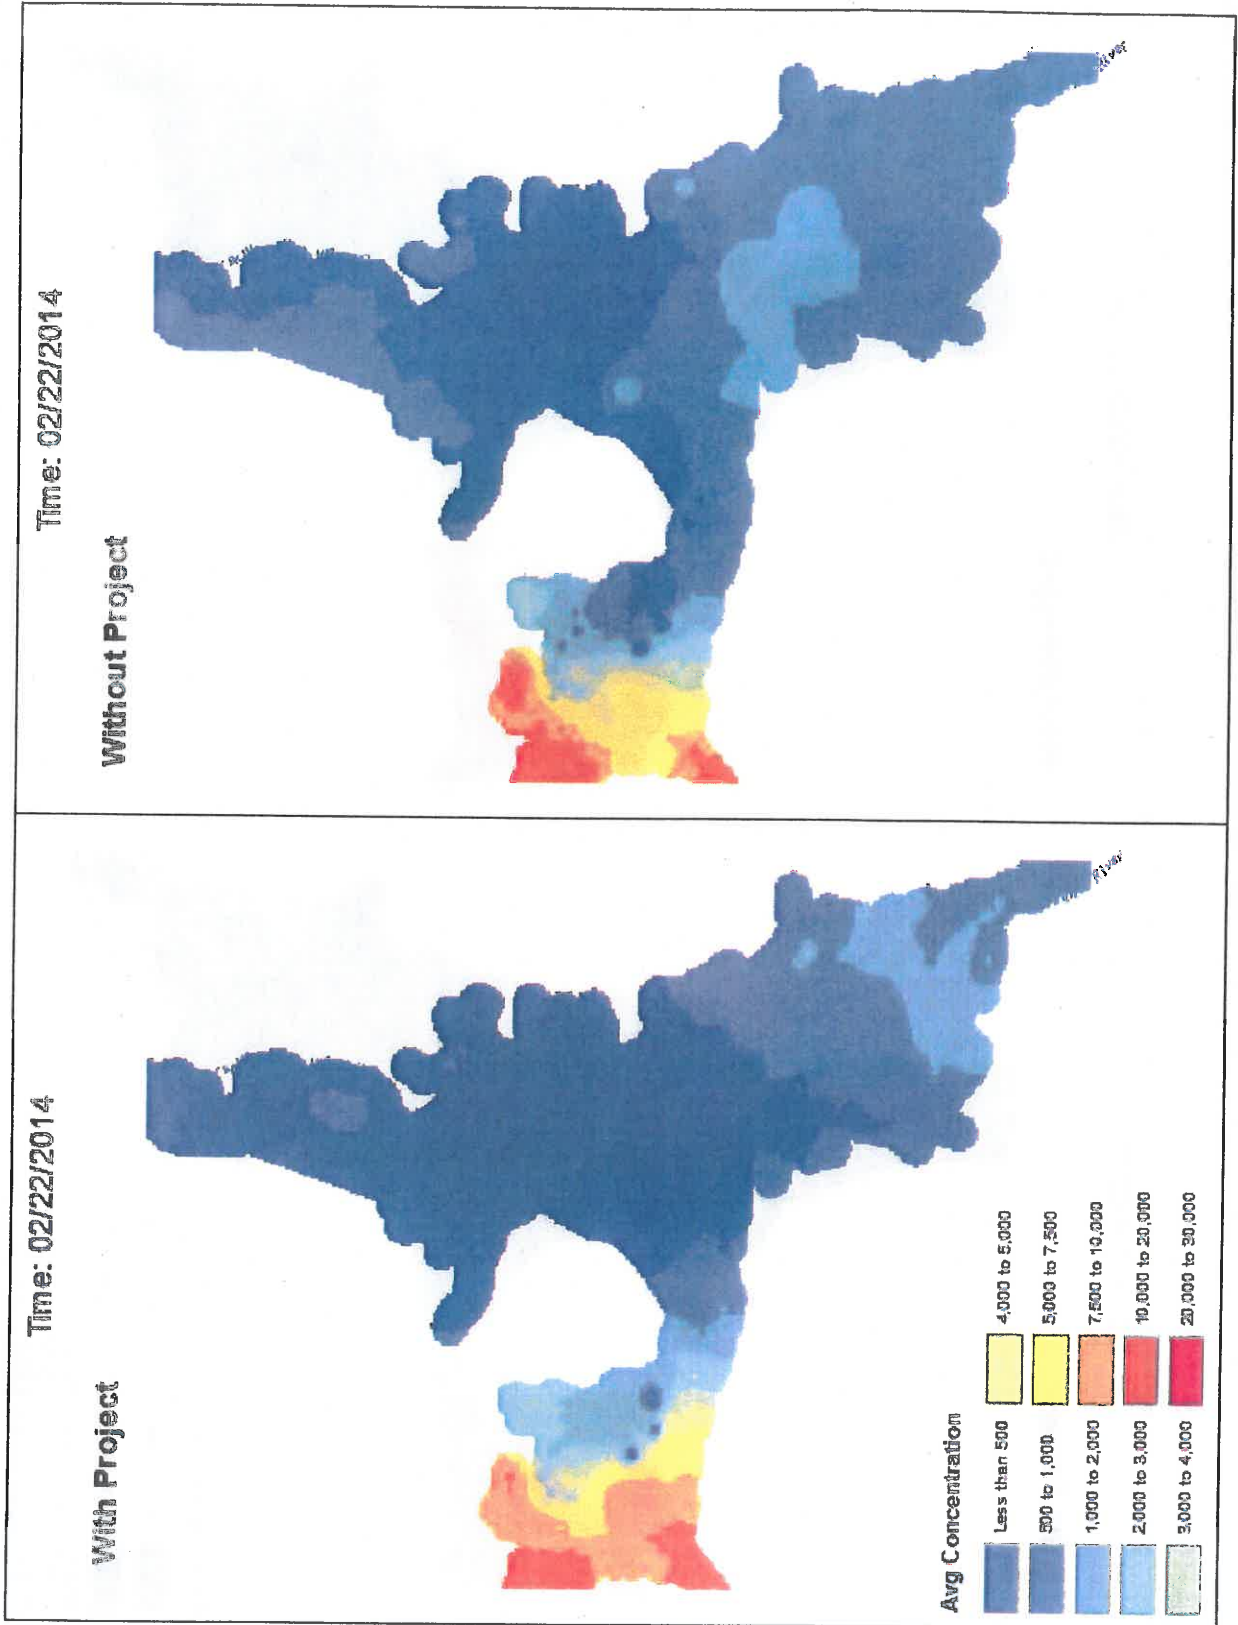 Time: 02/22/2014
With Project
River
Avg Concentration
Less than 500
500 to 1,000
1,000 to 2,000
2,000 to 3,000
3,000 to 4,000
4,000 to 5,000
5,000 to 7,500
7,500 to 10,000
10,000 to 20,000
20,000 to 30,000
Time: 02/22/2014
Without Project
River